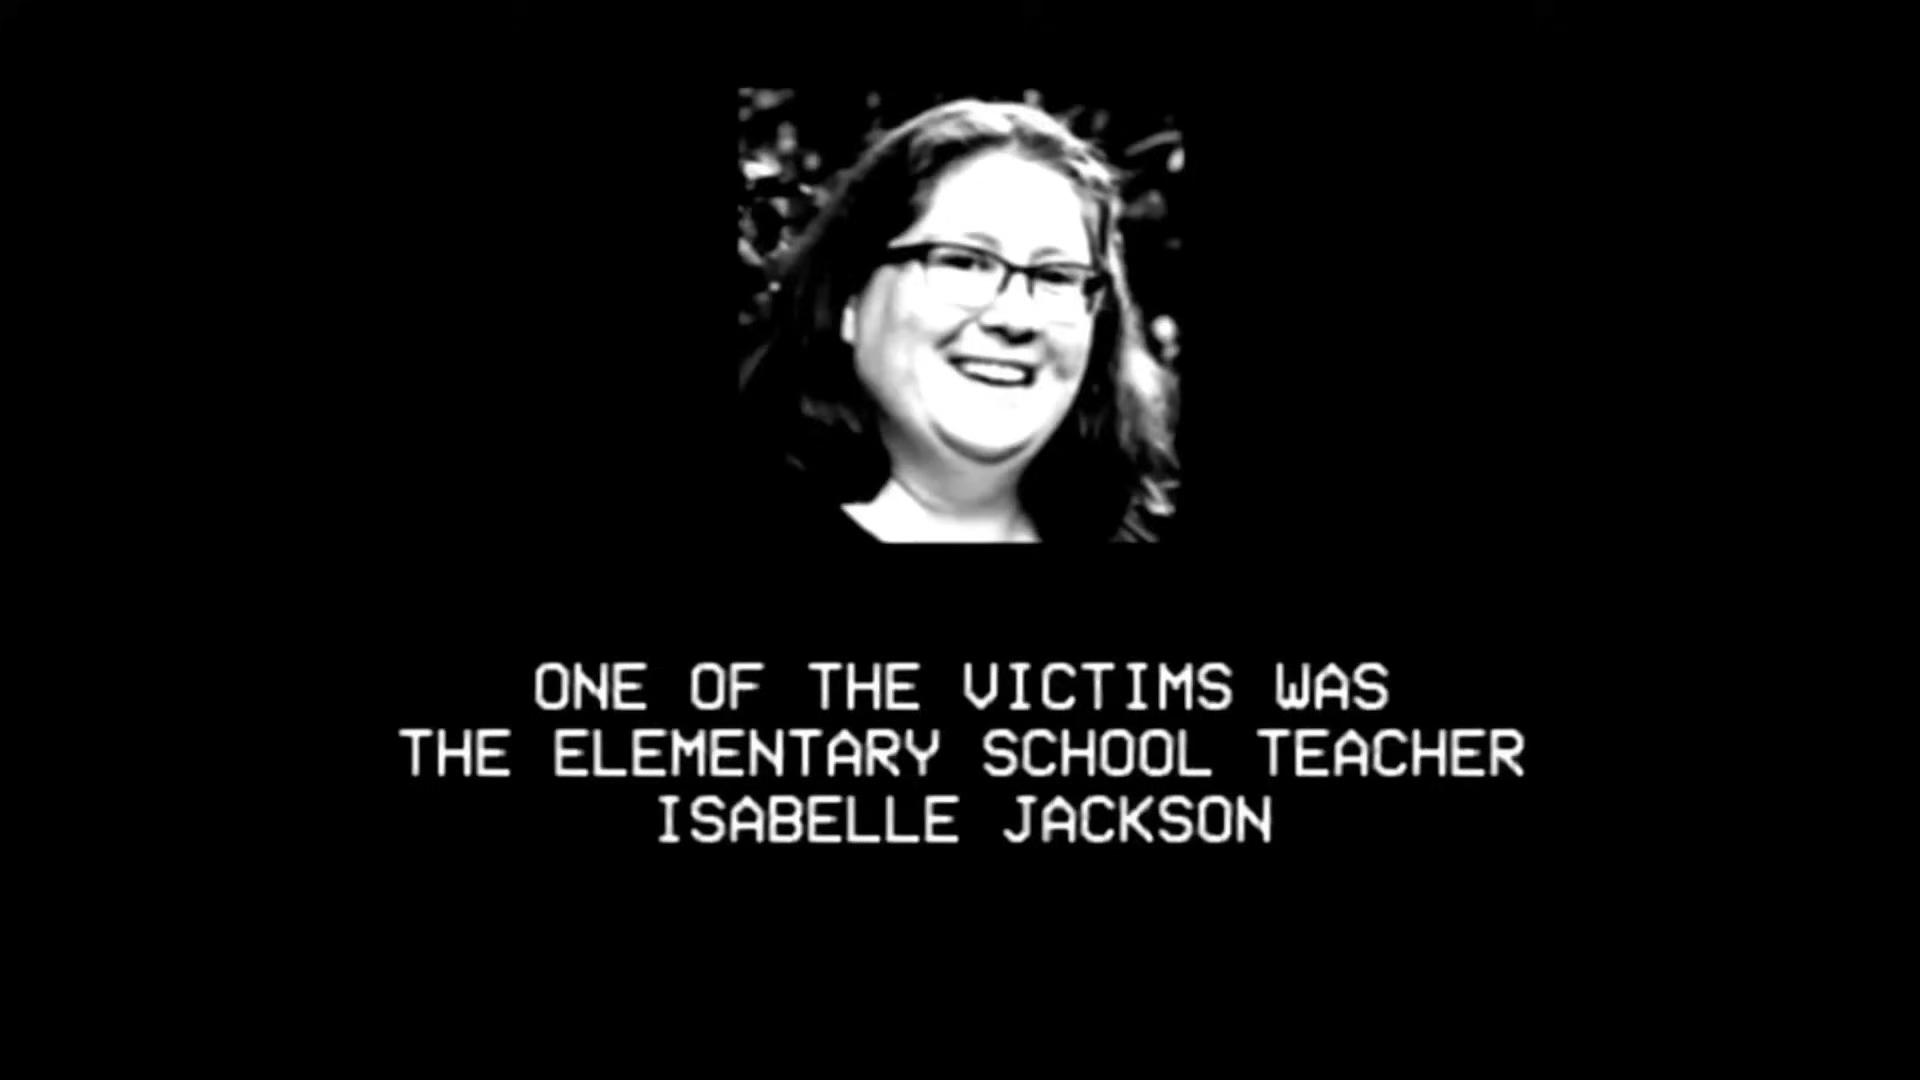 ONE OF THE VICTIMS WAS
THE ELEMENTARY SCHOOL TEACHER
ISABELLE JACKSON